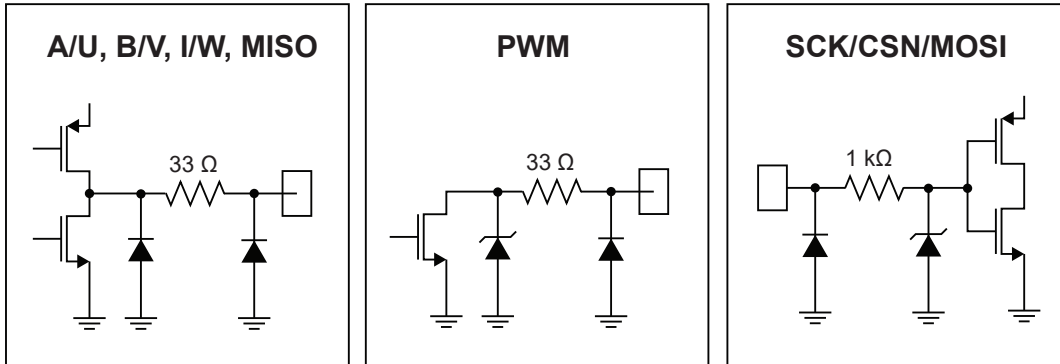 A/U, B/V, I/W, MISO
33 Ω
PWM
33 Ω
SCK/CSN/MOSI
1 kΩ